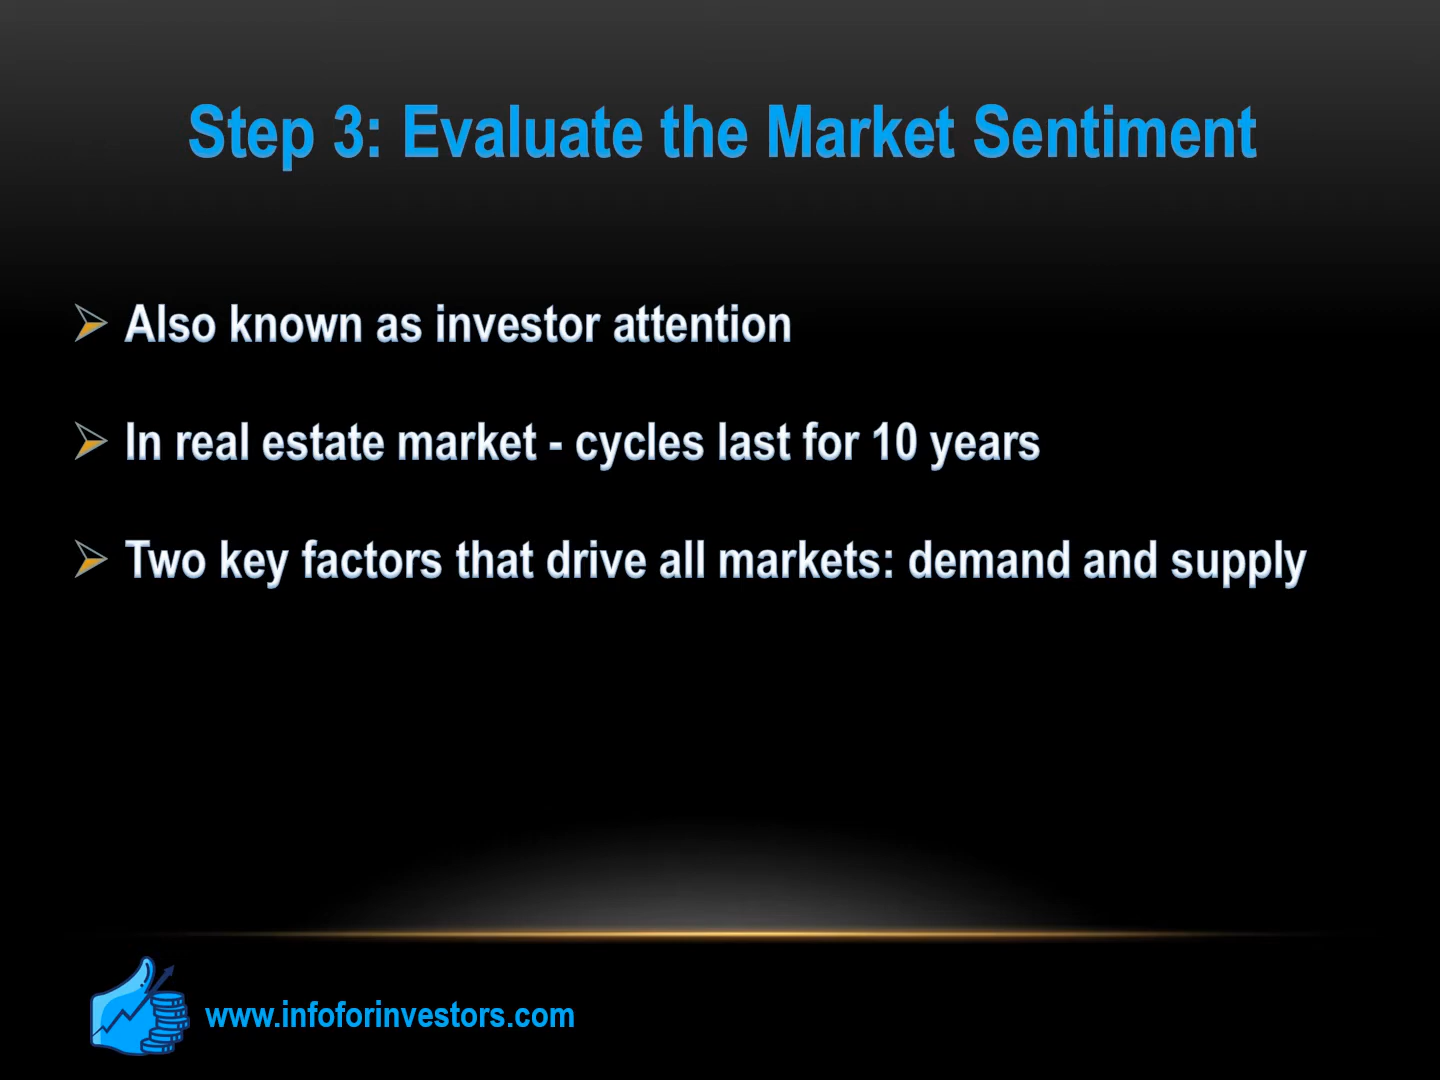 Step 3: Evaluate the Market Sentiment
Also known as investor attention
In real estate market - cycles last for 10 years
Two key factors that drive all markets: demand and supply
www.infoforinvestors.com